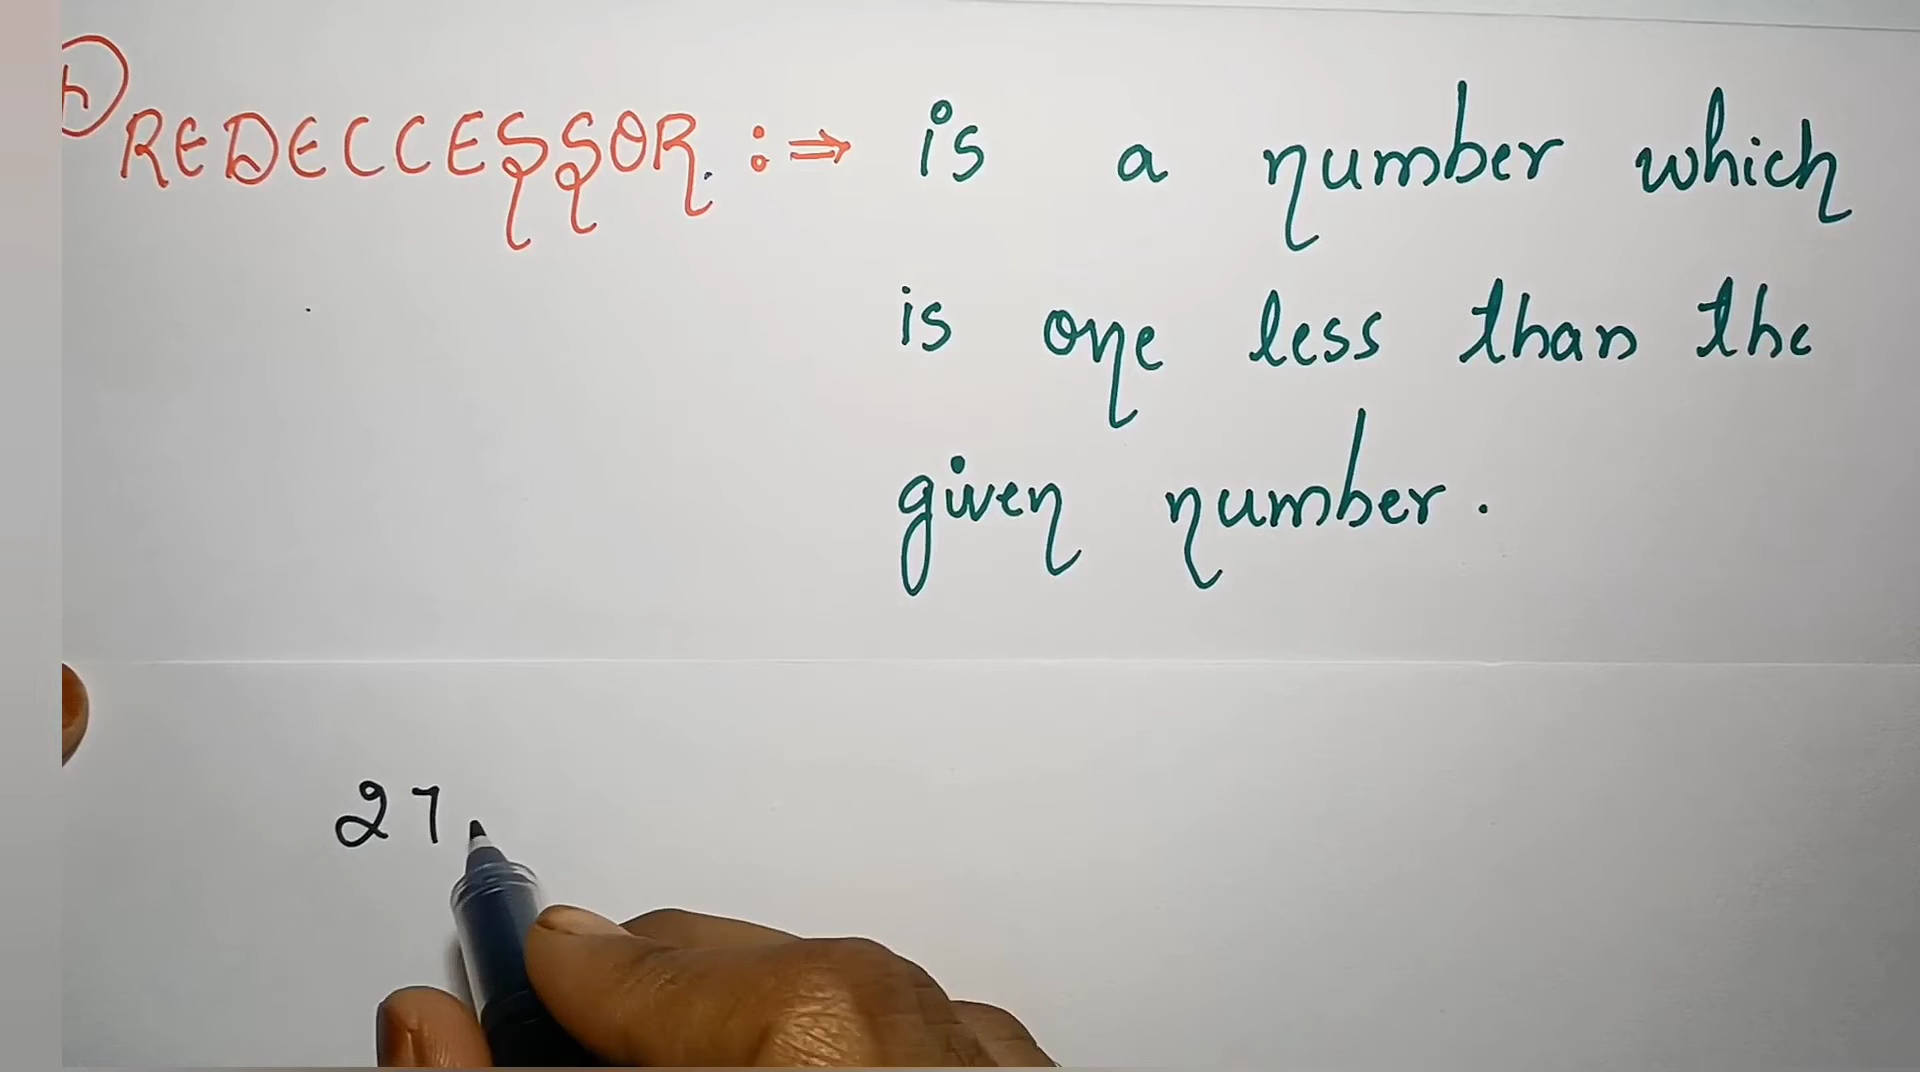 PREDECCESSOR :⇒ is a number which
is one less than the
given number.
27